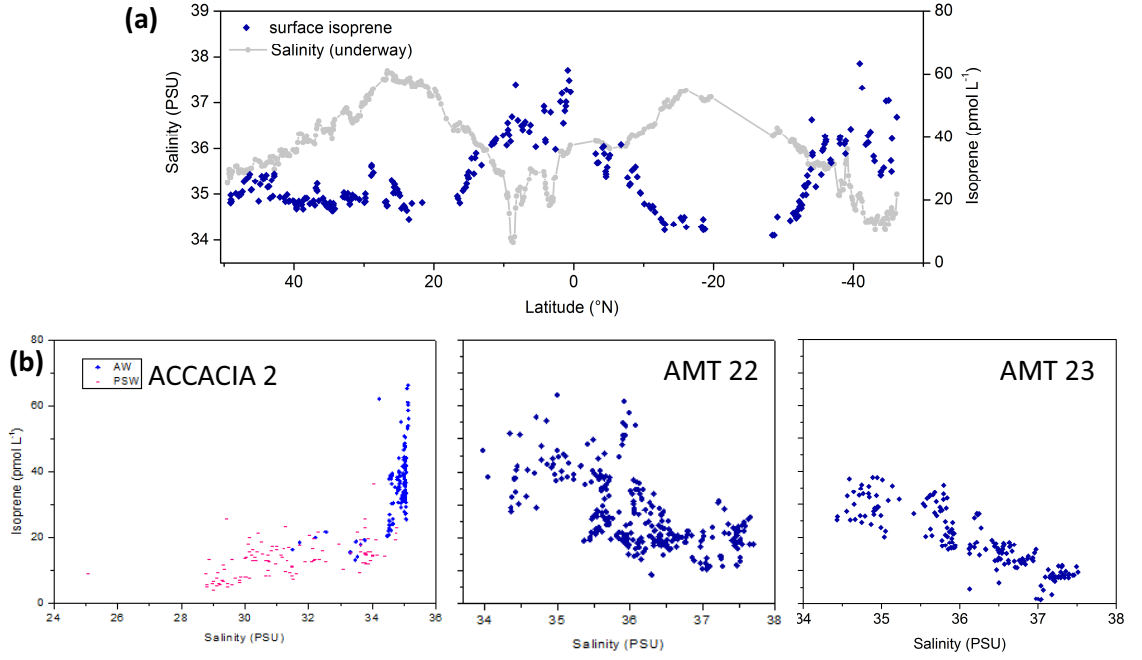 (a)
39
38
37
36
35
34
Salinity (PSU)
surface isoprene
Salinity (underway)
80
60
40
20
0
Isoprene (pmol L-1)
40 20 0 -20 -40
Latitude (°N)
(b)
80
60
40
20
0
Isoprene (pmol L-1)
AW
PSW
ACCACIA 2
24 26 28 30 32 34 36
Salinity (PSU)
AMT 22
34 35 36 37 38
Salinity (PSU)
AMT 23
34 35 36 37 38
Salinity (PSU)